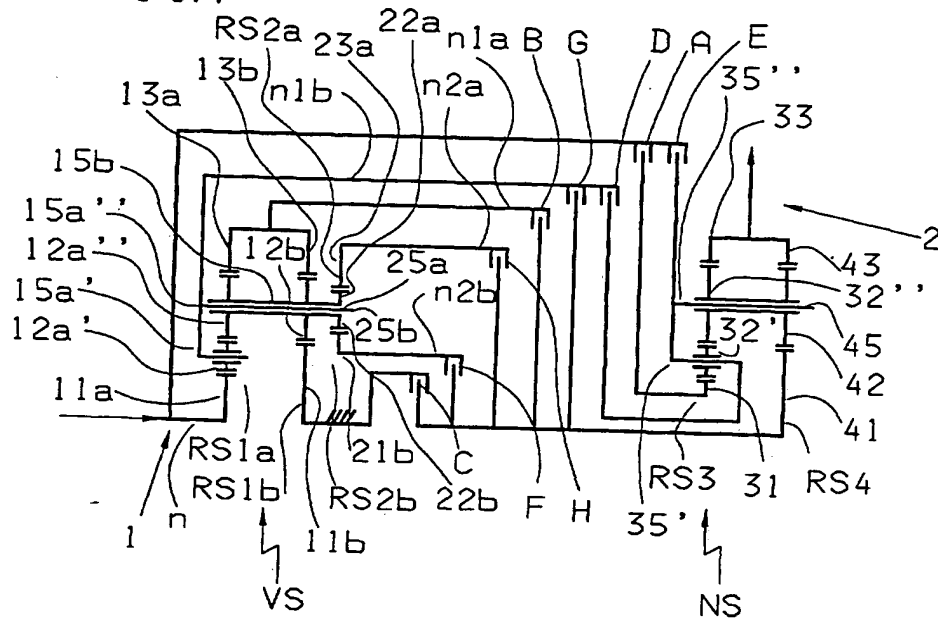 RS2a 23a 22a n1a B G D A E
13b n1b n2a 35''
13a 33
15b
15a''
12a'' 12b 25a 2
15a' n2b 43
25b 32''
12a' 32' 45
11a 42
41
RS1a 21b C RS3 31 RS4
RS1b RS2b 22b F H
1 n 11b 35'
VS NS